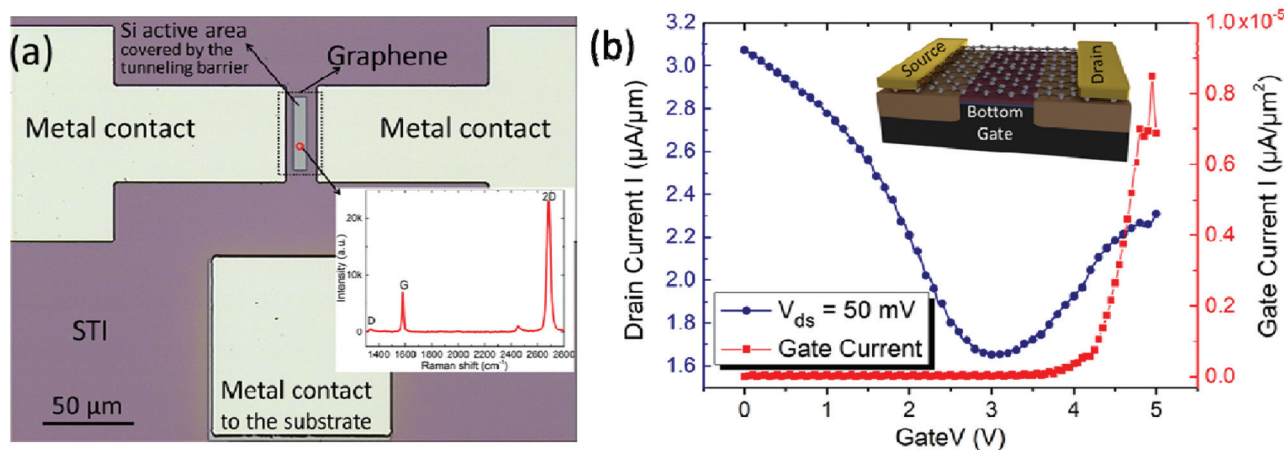 (a)
Si active area
covered by the
tunneling barrier
Graphene
Metal contact
Metal contact
STI
50 µm
Metal contact
to the substrate
Intensity (a.u.)
20k
10k
0
D
G
2D
1400 1600 1800 2000 2200 2400 2600 2800
Raman shift (cm⁻¹)
(b)
Drain Current I (µA/µm)
3.2
3.0
2.8
2.6
2.4
2.2
2.0
1.8
1.6
Source
Drain
Bottom
Gate
V_ds = 50 mV
Gate Current
0 1 2 3 4 5
GateV (V)
1.0x10⁻⁵
0.8
0.6
0.4
0.2
0.0
Gate Current I (µA/µm²)